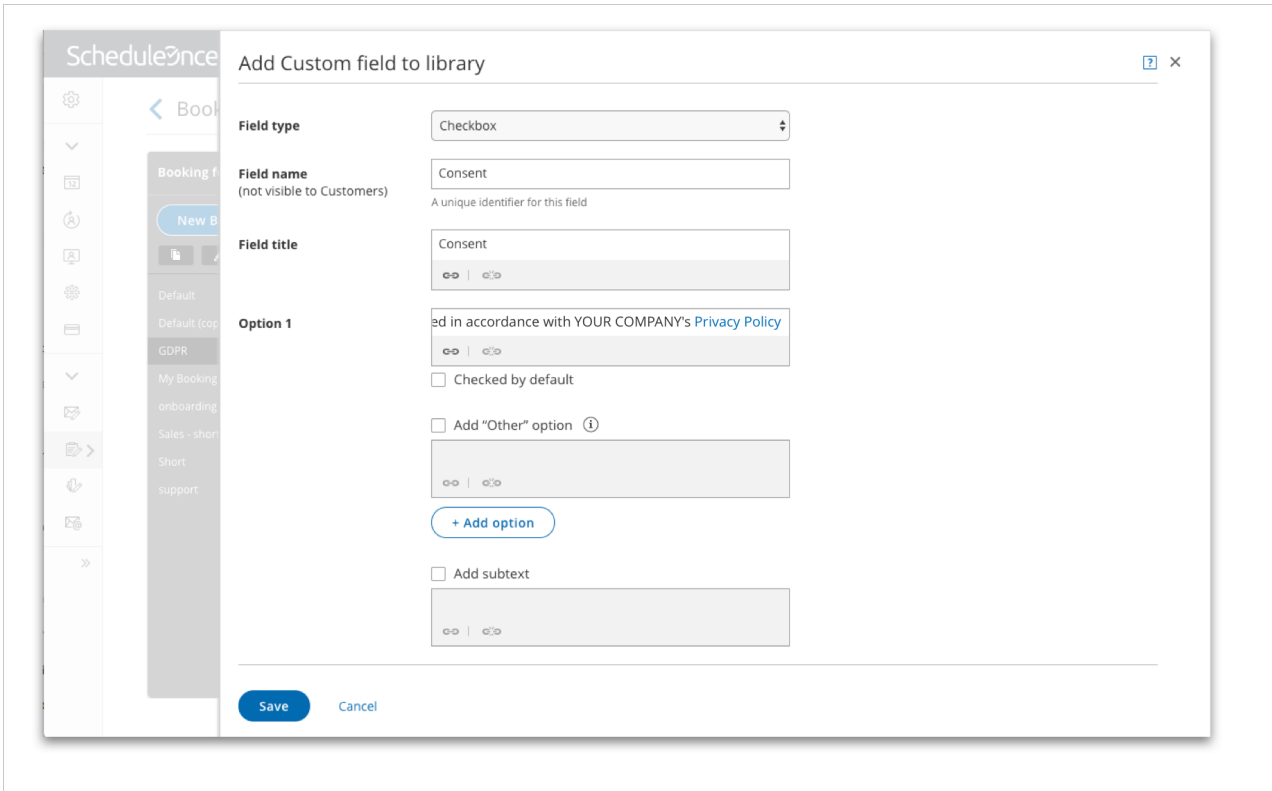 ScheduleOnce
Add Custom field to library
?
Book
Field type
Checkbox
Booking f
Field name
(not visible to Customers)
Consent
A unique identifier for this field
12
New B
Field title
Consent
Default
Default (cop
GDPR
My Booking
onboarding
Sales - short
Short
support
Option 1
ed in accordance with YOUR COMPANY's Privacy Policy
Checked by default
Add “Other” option
+ Add option
Add subtext
Save
Cancel